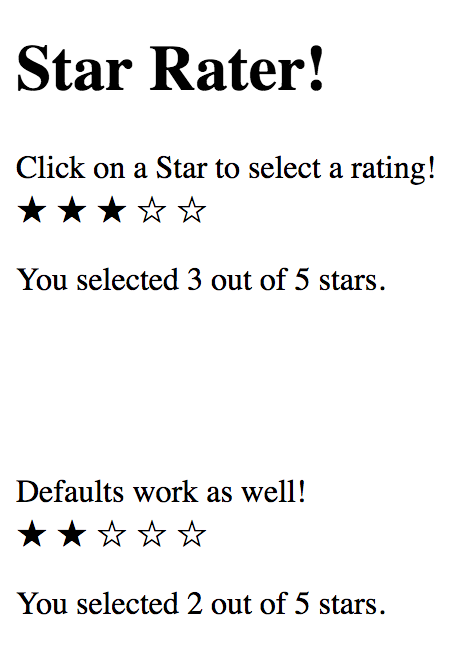 Star Rater!
Click on a Star to select a rating!
★ ★ ★ ☆ ☆
You selected 3 out of 5 stars.
Defaults work as well!
★ ★ ☆ ☆ ☆
You selected 2 out of 5 stars.